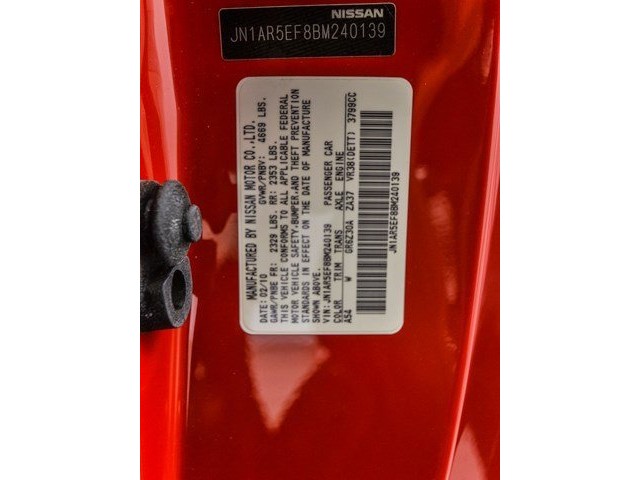 NISSAN
JN1AR5EF8BM240139
MANUFACTURED BY NISSAN MOTOR CO.,LTD.
DATE: 02/10 GVWR/PNBV: 4669 LBS.
GAWR/PNBE FR: 2329 LBS. RR: 2353 LBS.
THIS VEHICLE CONFORMS TO ALL APPLICABLE FEDERAL
MOTOR VEHICLE SAFETY,BUMPER,AND THEFT PREVENTION
STANDARDS IN EFFECT ON THE DATE OF MANUFACTURE
SHOWN ABOVE.
VIN: JN1AR5EF8BM240139 PASSENGER CAR
COLOR TRIM TRANS AXLE ENGINE
A54 W GR6Z30A ZA37 VR38(DETT) 3799CC
JN1AR5EF8BM240139